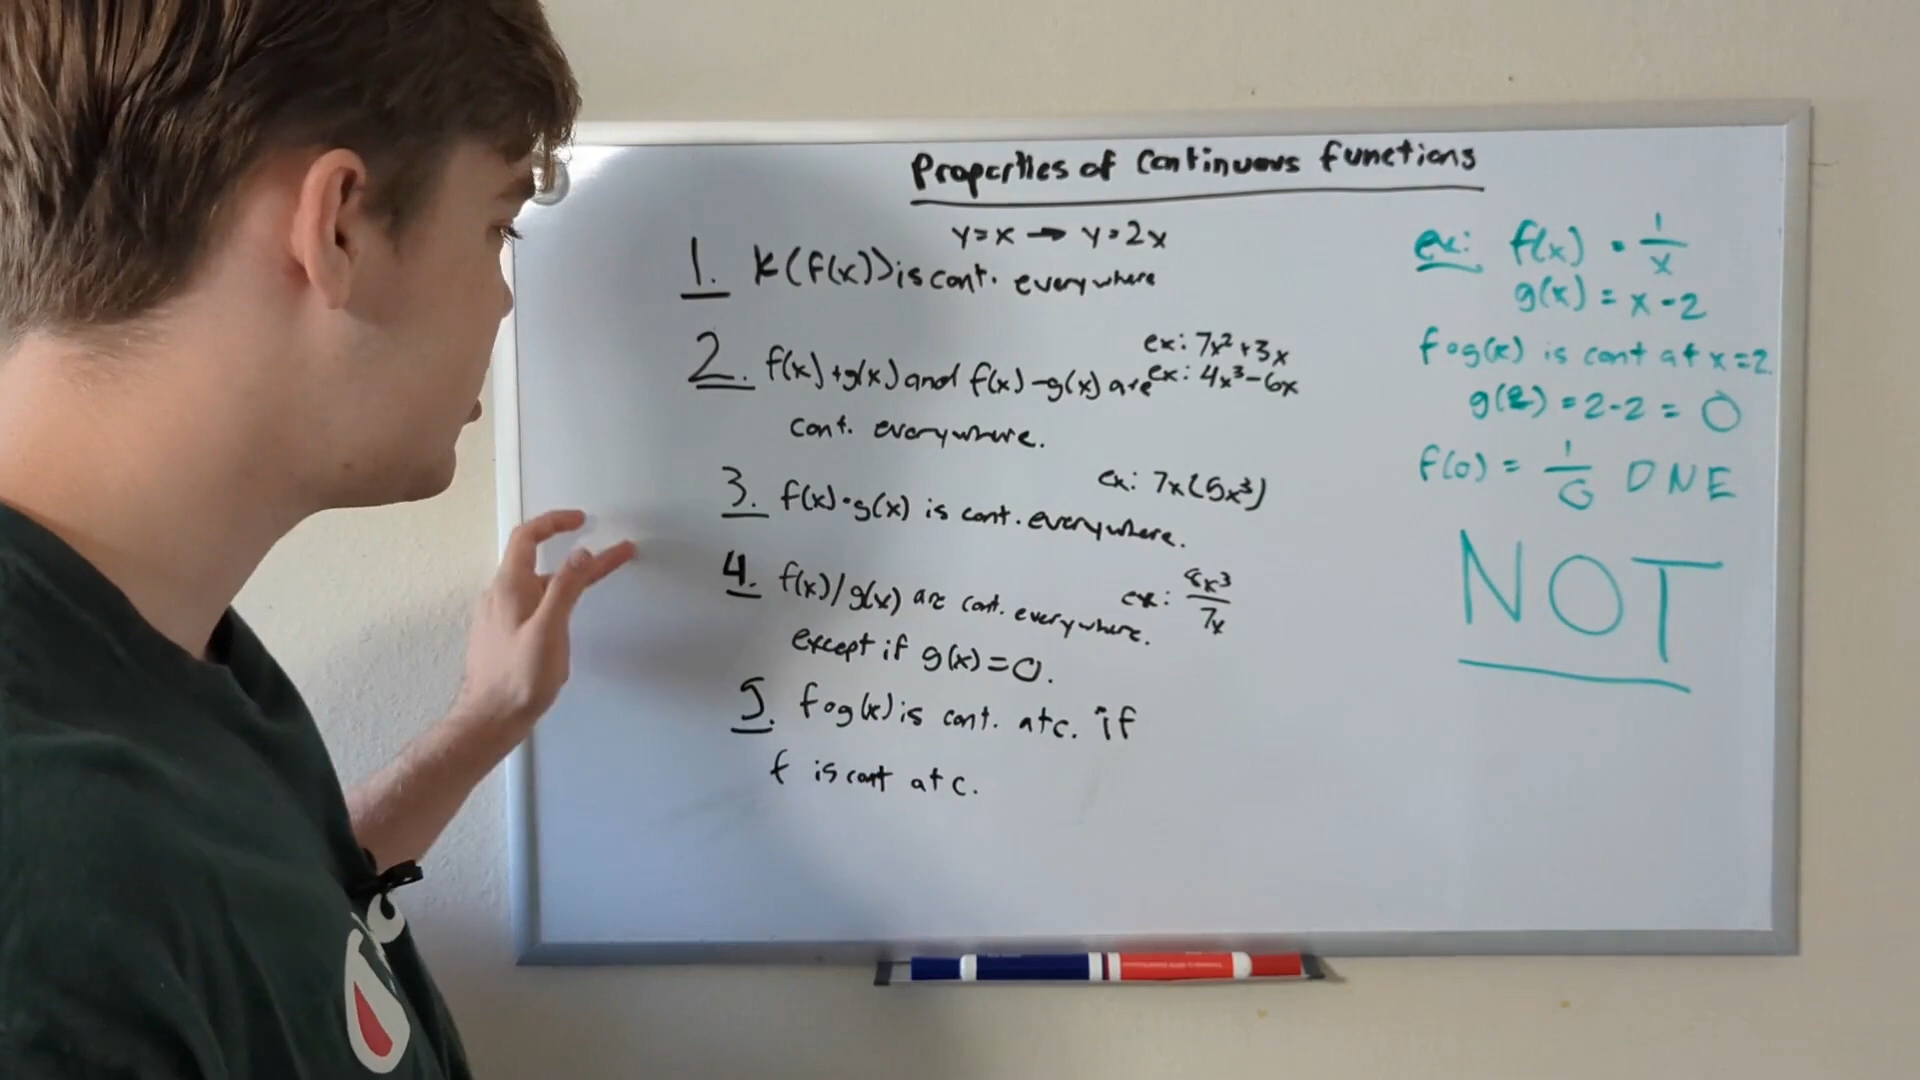 Properties of Continuous functions
y=x → y=2x
1. k(f(x)) is cont. everywhere
2. f(x)+g(x) and f(x)-g(x) are
cont. everywhere.
ex: 7x²+3x
ex: 4x³-6x
3. f(x)•g(x) is cont. everywhere.
ex: 7x(5x³)
4. f(x)/g(x) are cont. everywhere.
except if g(x)=0.
ex: 8x³/7x
5. fog(x) is cont. at c. if
f is cont at c.
ex: f(x) = 1/x
g(x) = x-2
fog(x) is cont at x=2.
g(2) = 2-2 = 0
f(0) = 1/0 DNE
NOT